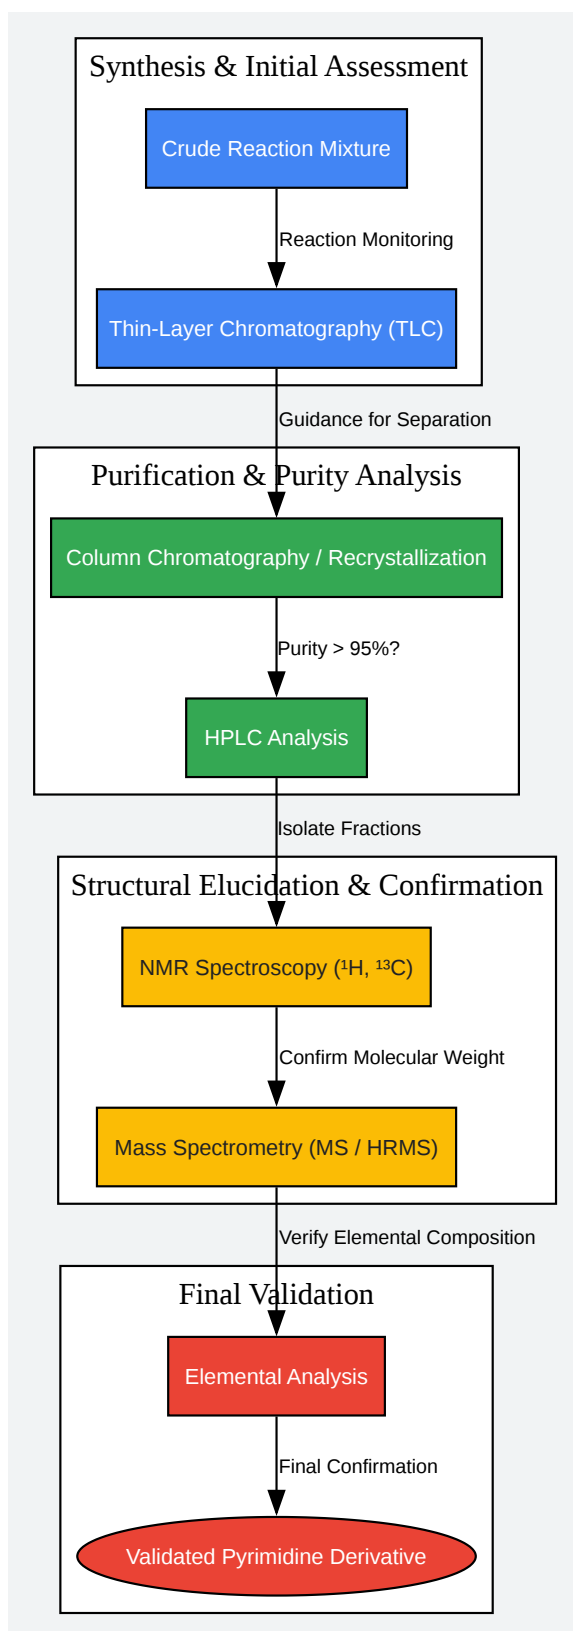 Synthesis & Initial Assessment
Crude Reaction Mixture
Reaction Monitoring
Thin-Layer Chromatography (TLC)
Guidance for Separation
Purification & Purity Analysis
Column Chromatography / Recrystallization
Purity > 95%?
HPLC Analysis
Isolate Fractions
Structural Elucidation & Confirmation
NMR Spectroscopy (¹H, ¹³C)
Confirm Molecular Weight
Mass Spectrometry (MS / HRMS)
Verify Elemental Composition
Final Validation
Elemental Analysis
Final Confirmation
Validated Pyrimidine Derivative